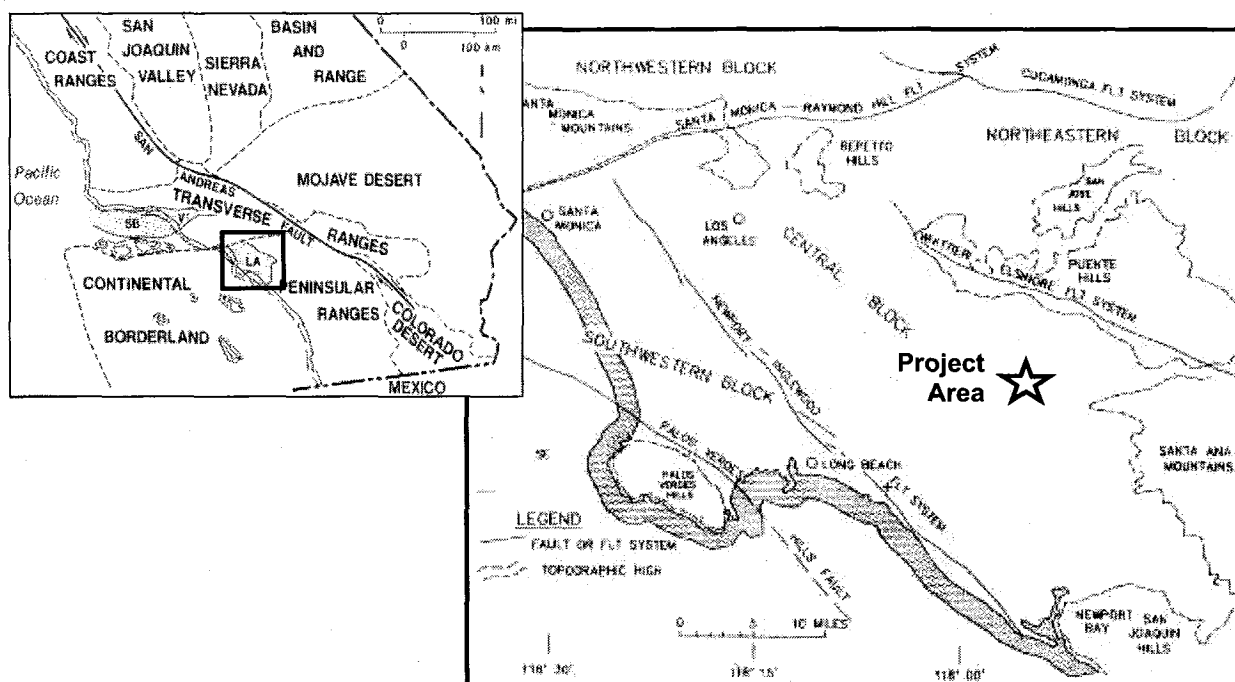 100 mi
0
100 km
COAST
RANGES
SAN
JOAQUIN
VALLEY
SIERRA
NEVADA
BASIN
AND
RANGE
SAN
ANDREAS
FAULT
Pacific
Ocean
MOJAVE DESERT
TRANSVERSE
RANGES
SB
LA
CONTINENTAL
BORDERLAND
PENINSULAR
RANGES
COLORADO
DESERT
MEXICO
NORTHWESTERN BLOCK
SANTA MONICA — RAYMOND HILL FLT
SYSTEM
CUCAMONGA FLT SYSTEM
MONICA
MOUNTAINS
REPETTO
HILLS
NORTHEASTERN BLOCK
SAN
JOSE
HILLS
SANTA
MONICA
LOS
ANGELES
CENTRAL
BLOCK
WHITTIER
FLT SYSTEM
PUENTE
HILLS
NEWPORT — INGLEWOOD
FLT SYSTEM
SOUTHWESTERN BLOCK
Project
Area
PALOS VERDES
HILLS FAULT
PALOS
VERDES
HILLS
LONG BEACH
SANTA ANA
MOUNTAINS
LEGEND
FAULT OR FLT SYSTEM
TOPOGRAPHIC HIGH
0 5 10 MILES
NEWPORT
BAY
SAN
JOAQUIN
HILLS
118° 30'
118° 15'
118° 00'